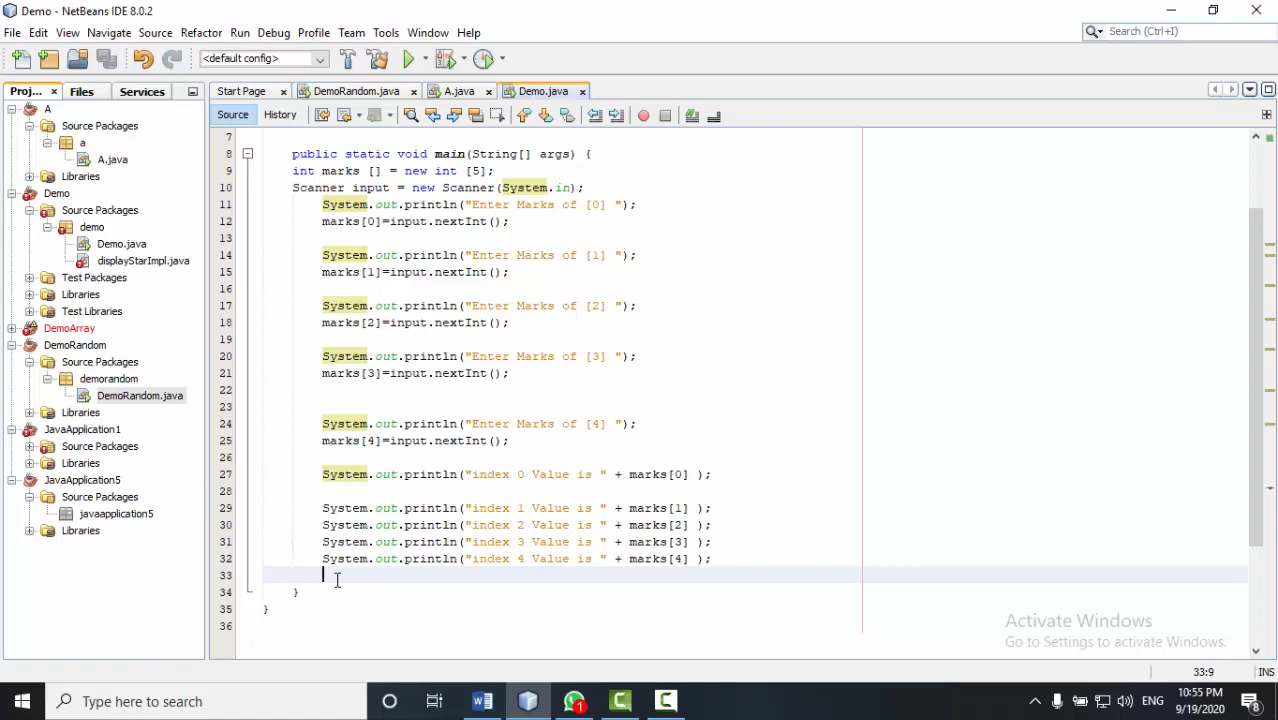 Demo - NetBeans IDE 8.0.2
File Edit View Navigate Source Refactor Run Debug Profile Team Tools Window Help
Search (Ctrl+I)
<default config>
Proj... Files Services
Start Page DemoRandom.java A.java Demo.java
Source History
A
Source Packages
a
A.java
Libraries
Demo
Source Packages
demo
Demo.java
displayStarImpl.java
Test Packages
Libraries
Test Libraries
DemoArray
DemoRandom
Source Packages
demorandom
DemoRandom.java
Libraries
JavaApplication1
Source Packages
Libraries
JavaApplication5
Source Packages
javaapplication5
Libraries
7
8 public static void main(String[] args) {
9 int marks [] = new int [5];
10 Scanner input = new Scanner(System.in);
11 System.out.println("Enter Marks of [0] ");
12 marks[0]=input.nextInt();
13
14 System.out.println("Enter Marks of [1] ");
15 marks[1]=input.nextInt();
16
17 System.out.println("Enter Marks of [2] ");
18 marks[2]=input.nextInt();
19
20 System.out.println("Enter Marks of [3] ");
21 marks[3]=input.nextInt();
22
23
24 System.out.println("Enter Marks of [4] ");
25 marks[4]=input.nextInt();
26
27 System.out.println("index 0 Value is " + marks[0] );
28
29 System.out.println("index 1 Value is " + marks[1] );
30 System.out.println("index 2 Value is " + marks[2] );
31 System.out.println("index 3 Value is " + marks[3] );
32 System.out.println("index 4 Value is " + marks[4] );
33
34 }
35 }
36
Activate Windows
Go to Settings to activate Windows.
33:9 INS
Type here to search
1
ENG
10:55 PM
9/19/2020
8